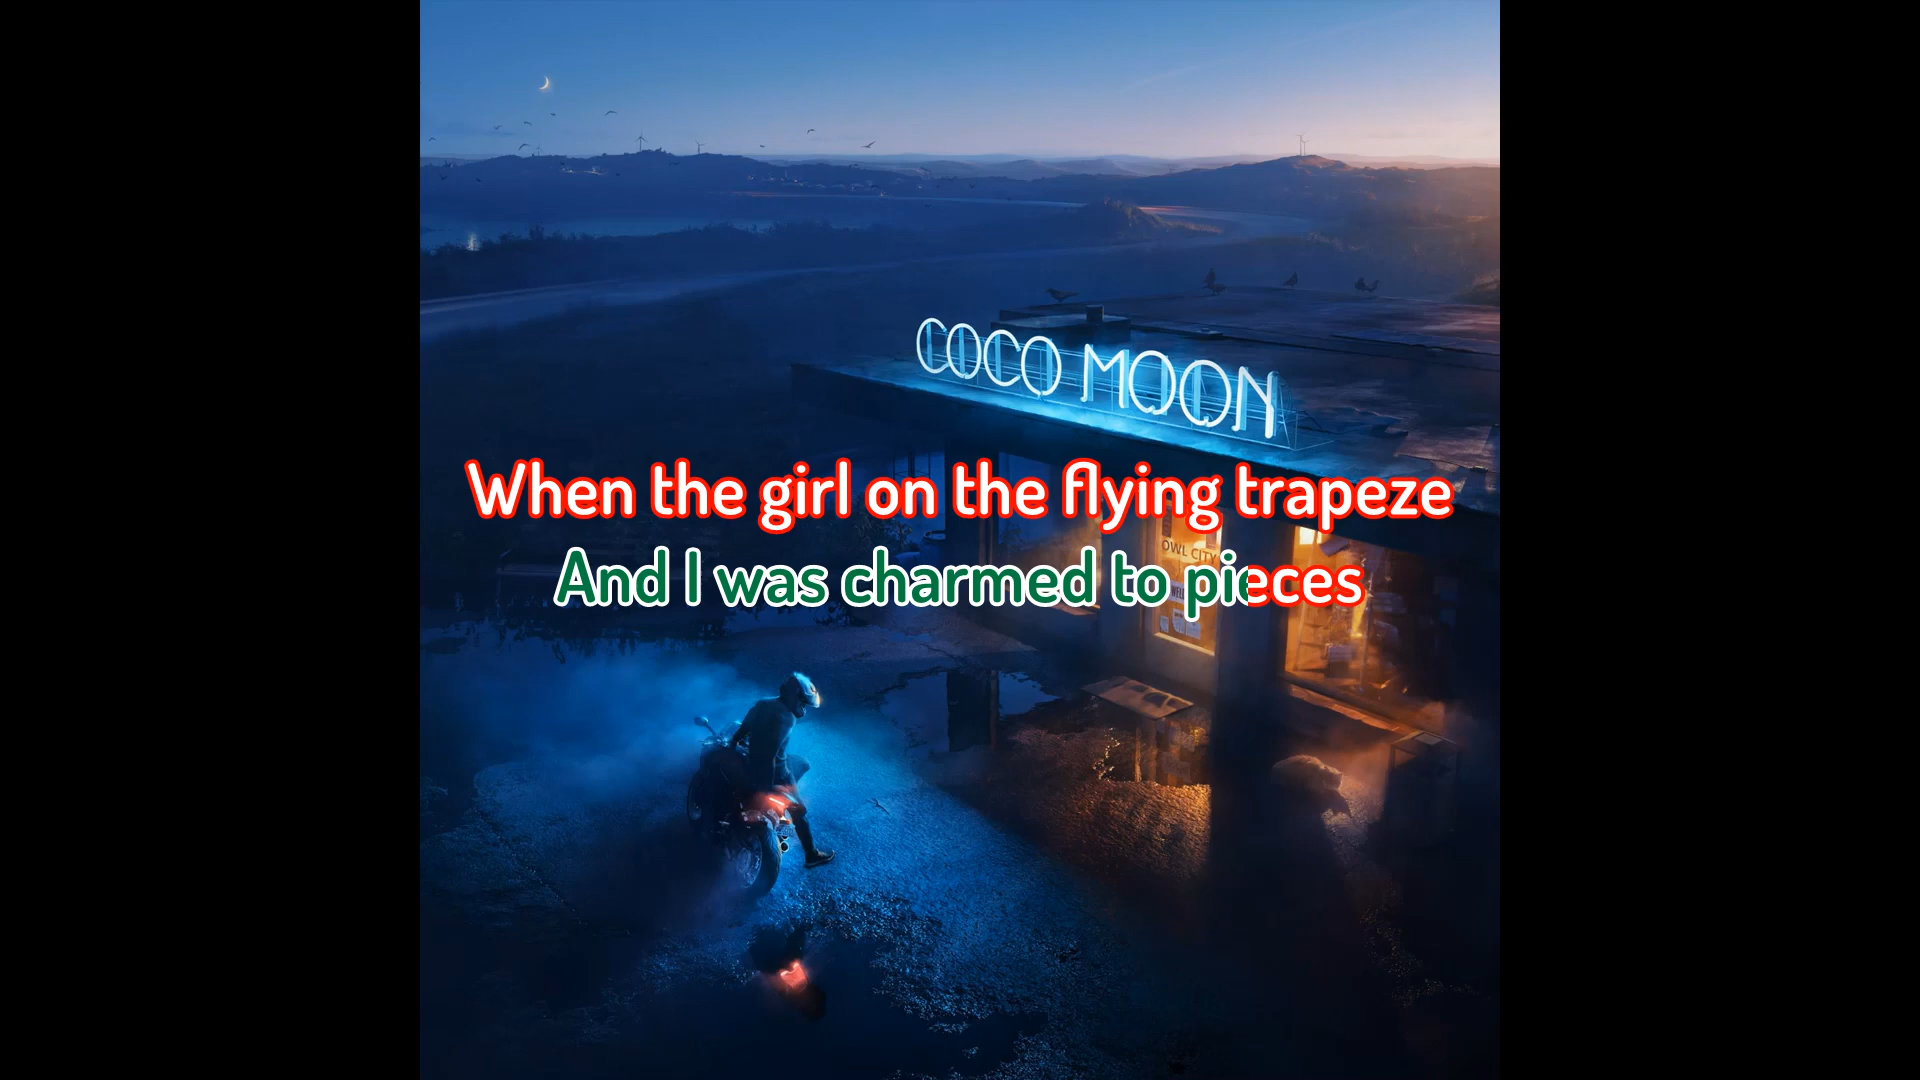 COCO MOON
When the girl on the flying trapeze
OWL CITY
And I was charmed to pieces